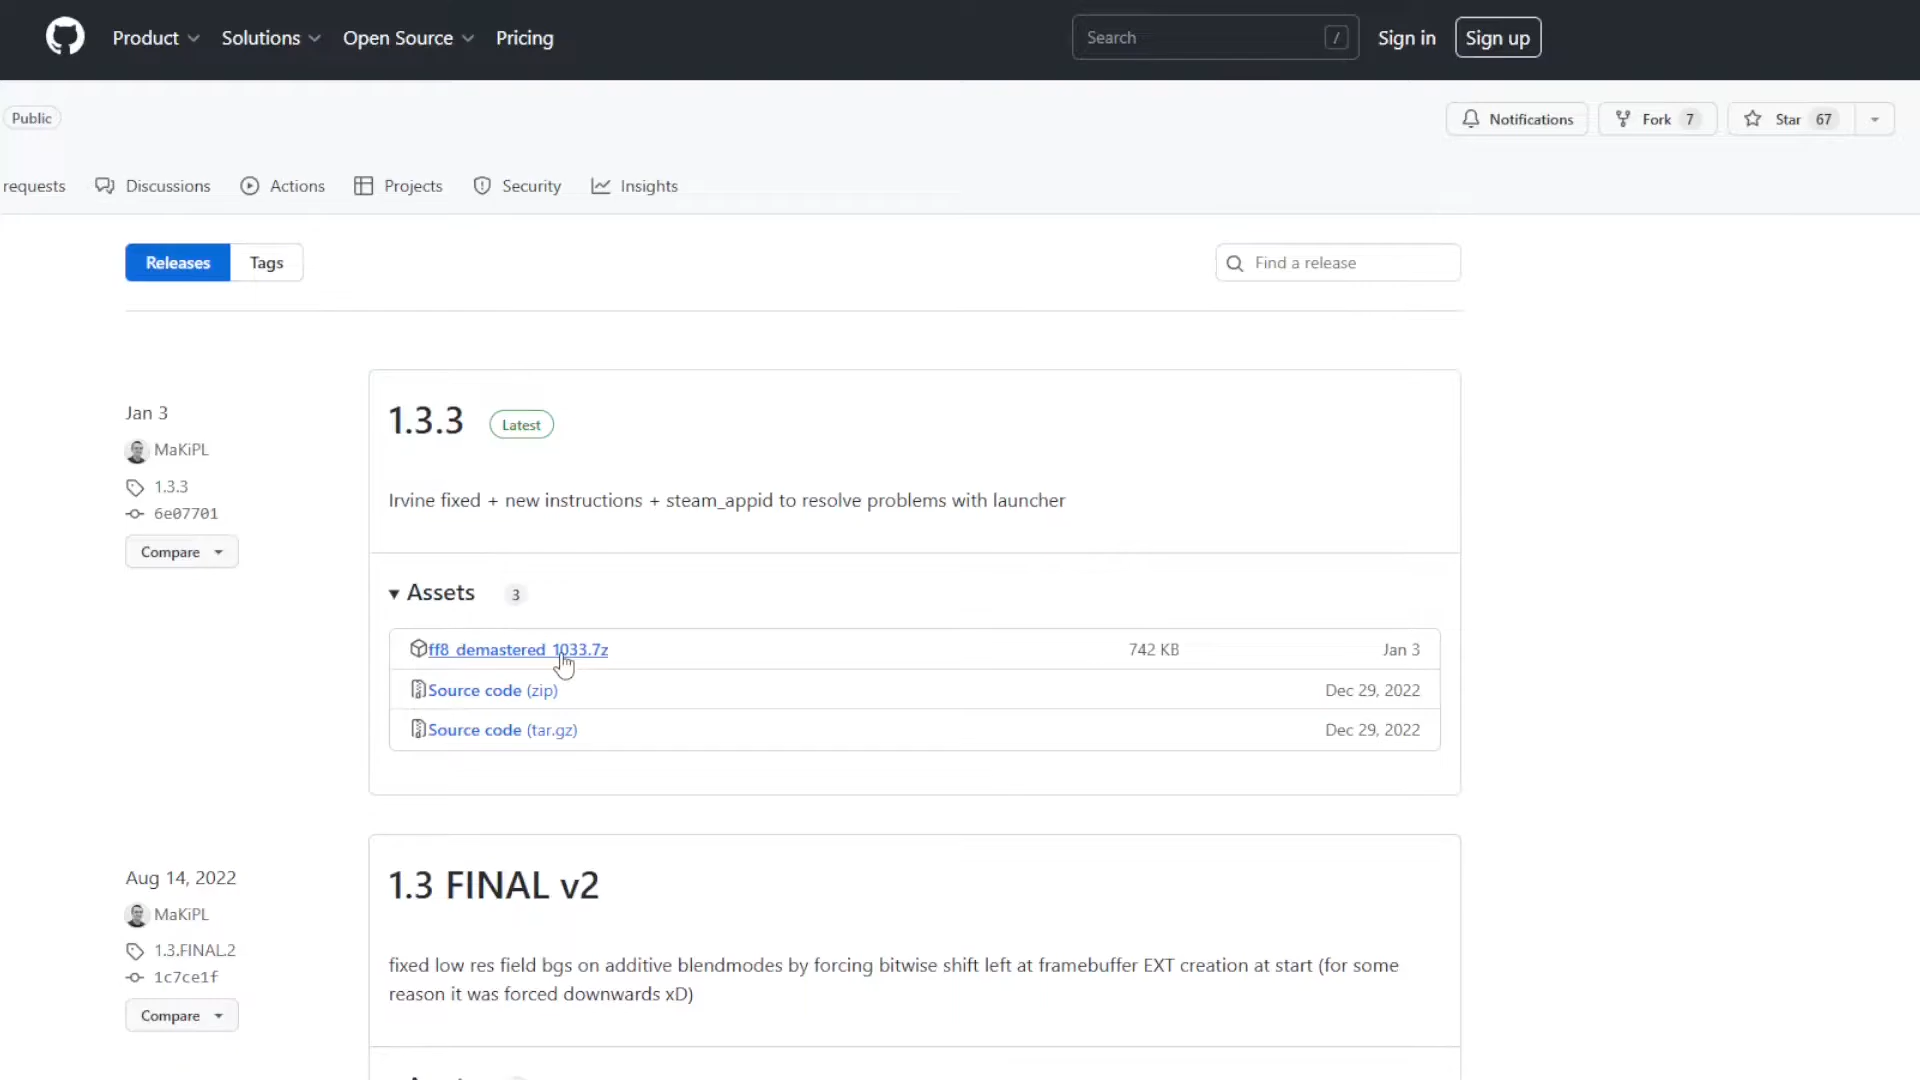 Product Solutions Open Source Pricing Search / Sign in Sign up
Public Notifications Fork 7 Star 67
requests Discussions Actions Projects Security Insights
Releases Tags Find a release
Jan 3
MaKiPL
1.3.3
6e07701
Compare
1.3.3 Latest
Irvine fixed + new instructions + steam_appid to resolve problems with launcher
Assets 3
ff8_demastered_1033.7z 742 KB Jan 3
Source code (zip) Dec 29, 2022
Source code (tar.gz) Dec 29, 2022
Aug 14, 2022
MaKiPL
1.3.FINAL.2
1c7ce1f
Compare
1.3 FINAL v2
fixed low res field bgs on additive blendmodes by forcing bitwise shift left at framebuffer EXT creation at start (for some
reason it was forced downwards xD)